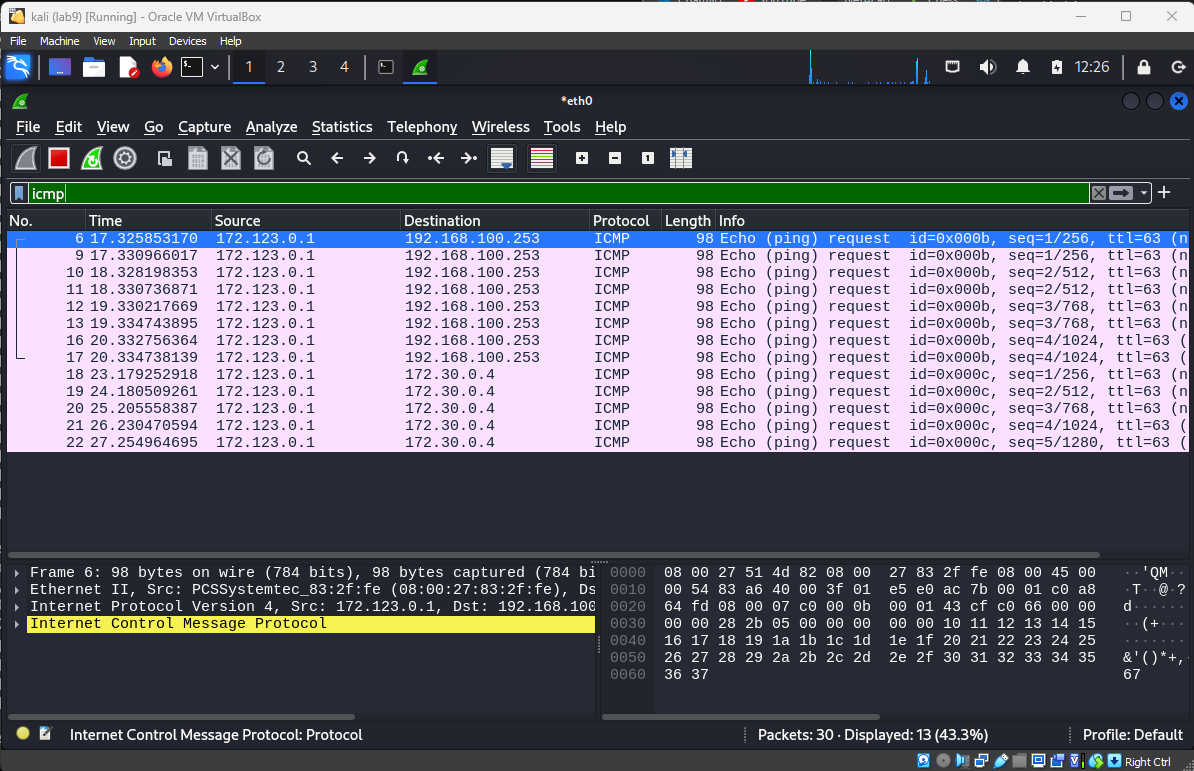 kali (lab9) [Running] - Oracle VM VirtualBox
File Machine View Input Devices Help
1 2 3 4 12:26
*eth0
File Edit View Go Capture Analyze Statistics Telephony Wireless Tools Help
icmp
No. Time Source Destination Protocol Length Info
6 17.325853170 172.123.0.1 192.168.100.253 ICMP 98 Echo (ping) request id=0x000b, seq=1/256, ttl=63 (n
9 17.330966017 172.123.0.1 192.168.100.253 ICMP 98 Echo (ping) request id=0x000b, seq=1/256, ttl=63 (n
10 18.328198353 172.123.0.1 192.168.100.253 ICMP 98 Echo (ping) request id=0x000b, seq=2/512, ttl=63 (n
11 18.330736871 172.123.0.1 192.168.100.253 ICMP 98 Echo (ping) request id=0x000b, seq=2/512, ttl=63 (n
12 19.330217669 172.123.0.1 192.168.100.253 ICMP 98 Echo (ping) request id=0x000b, seq=3/768, ttl=63 (n
13 19.334743895 172.123.0.1 192.168.100.253 ICMP 98 Echo (ping) request id=0x000b, seq=3/768, ttl=63 (n
16 20.332756364 172.123.0.1 192.168.100.253 ICMP 98 Echo (ping) request id=0x000b, seq=4/1024, ttl=63 (
17 20.334738139 172.123.0.1 192.168.100.253 ICMP 98 Echo (ping) request id=0x000b, seq=4/1024, ttl=63 (
18 23.179252918 172.123.0.1 172.30.0.4 ICMP 98 Echo (ping) request id=0x000c, seq=1/256, ttl=63 (n
19 24.180509261 172.123.0.1 172.30.0.4 ICMP 98 Echo (ping) request id=0x000c, seq=2/512, ttl=63 (n
20 25.205558387 172.123.0.1 172.30.0.4 ICMP 98 Echo (ping) request id=0x000c, seq=3/768, ttl=63 (n
21 26.230470594 172.123.0.1 172.30.0.4 ICMP 98 Echo (ping) request id=0x000c, seq=4/1024, ttl=63 (
22 27.254964695 172.123.0.1 172.30.0.4 ICMP 98 Echo (ping) request id=0x000c, seq=5/1280, ttl=63 (
Frame 6: 98 bytes on wire (784 bits), 98 bytes captured (784 bi
Ethernet II, Src: PCSSystemtec_83:2f:fe (08:00:27:83:2f:fe), Ds
Internet Protocol Version 4, Src: 172.123.0.1, Dst: 192.168.100
Internet Control Message Protocol
0000 08 00 27 51 4d 82 08 00 27 83 2f fe 08 00 45 00 ··'QM··
0010 00 54 83 a6 40 00 3f 01 e5 e0 ac 7b 00 01 c0 a8 ·T··@·?·
0020 64 fd 08 00 07 c0 00 0b 00 01 43 cf c0 66 00 00 d·······
0030 00 00 28 2b 05 00 00 00 00 00 10 11 12 13 14 15 ··(+····
0040 16 17 18 19 1a 1b 1c 1d 1e 1f 20 21 22 23 24 25 ········
0050 26 27 28 29 2a 2b 2c 2d 2e 2f 30 31 32 33 34 35 &'()*+,-
0060 36 37 67
Internet Control Message Protocol: Protocol
Packets: 30 · Displayed: 13 (43.3%)
Profile: Default
Right Ctrl